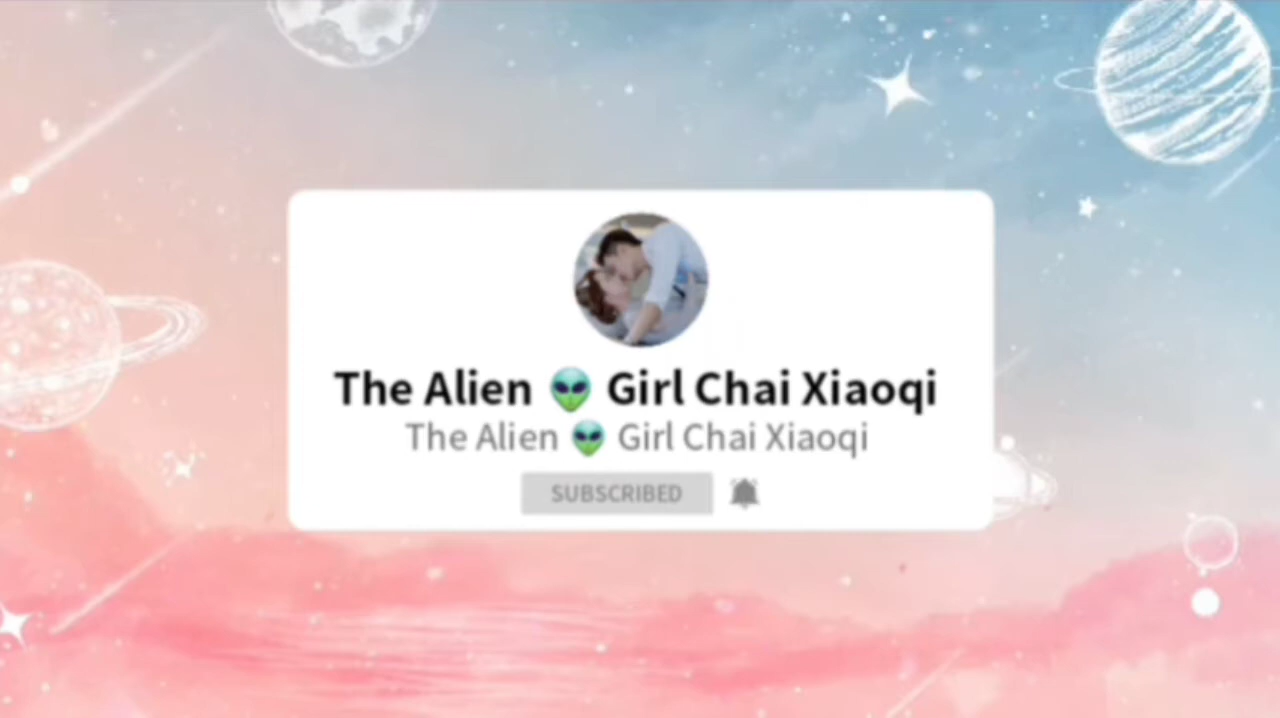 The Alien 👽 Girl Chai Xiaoqi
The Alien 👽 Girl Chai Xiaoqi
SUBSCRIBED